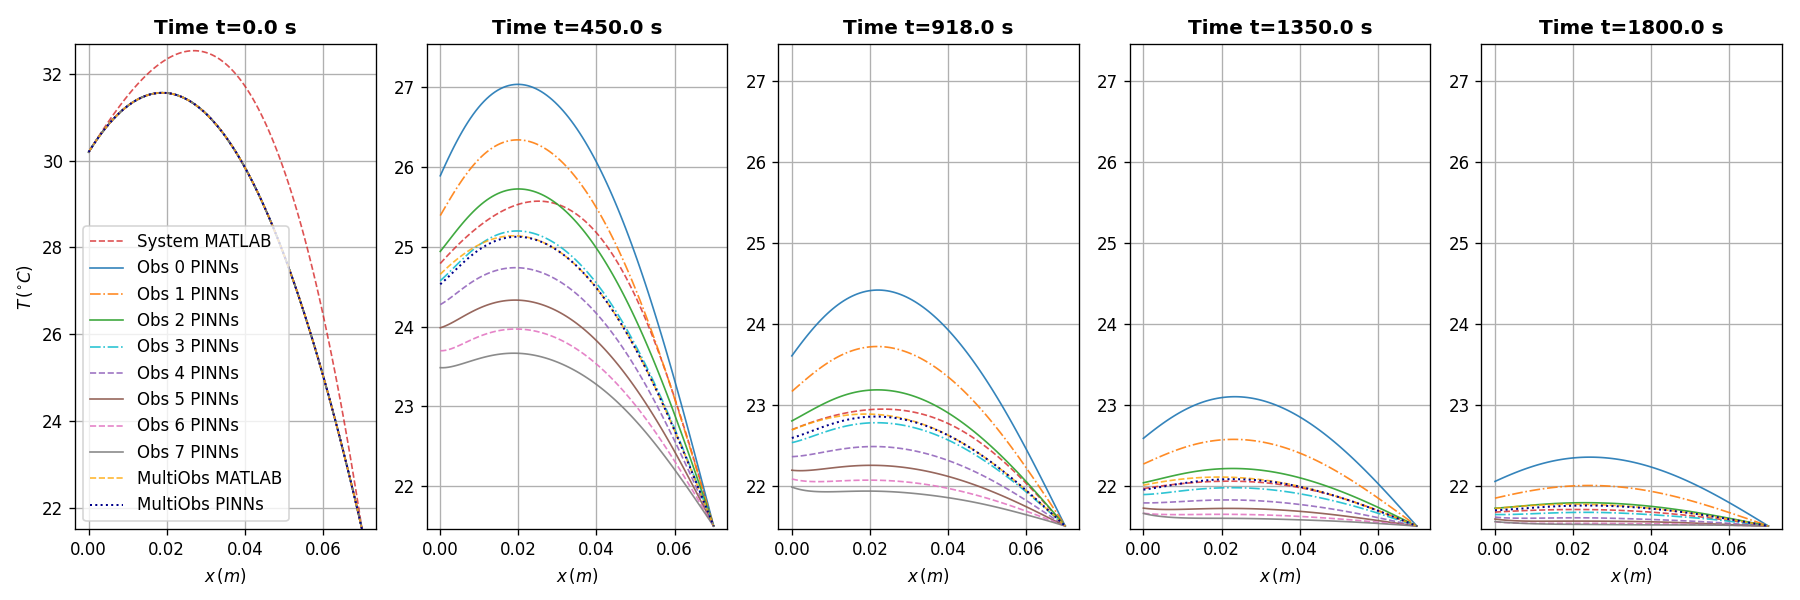 Time t=0.0 s
Time t=450.0 s
Time t=918.0 s
Time t=1350.0 s
Time t=1800.0 s
T (°C)
32
30
28
26
24
22
System MATLAB
Obs 0 PINNs
Obs 1 PINNs
Obs 2 PINNs
Obs 3 PINNs
Obs 4 PINNs
Obs 5 PINNs
Obs 6 PINNs
Obs 7 PINNs
MultiObs MATLAB
MultiObs PINNs
0.00 0.02 0.04 0.06
x (m)
27
26
25
24
23
22
0.00 0.02 0.04 0.06
x (m)
27
26
25
24
23
22
0.00 0.02 0.04 0.06
x (m)
27
26
25
24
23
22
0.00 0.02 0.04 0.06
x (m)
27
26
25
24
23
22
0.00 0.02 0.04 0.06
x (m)